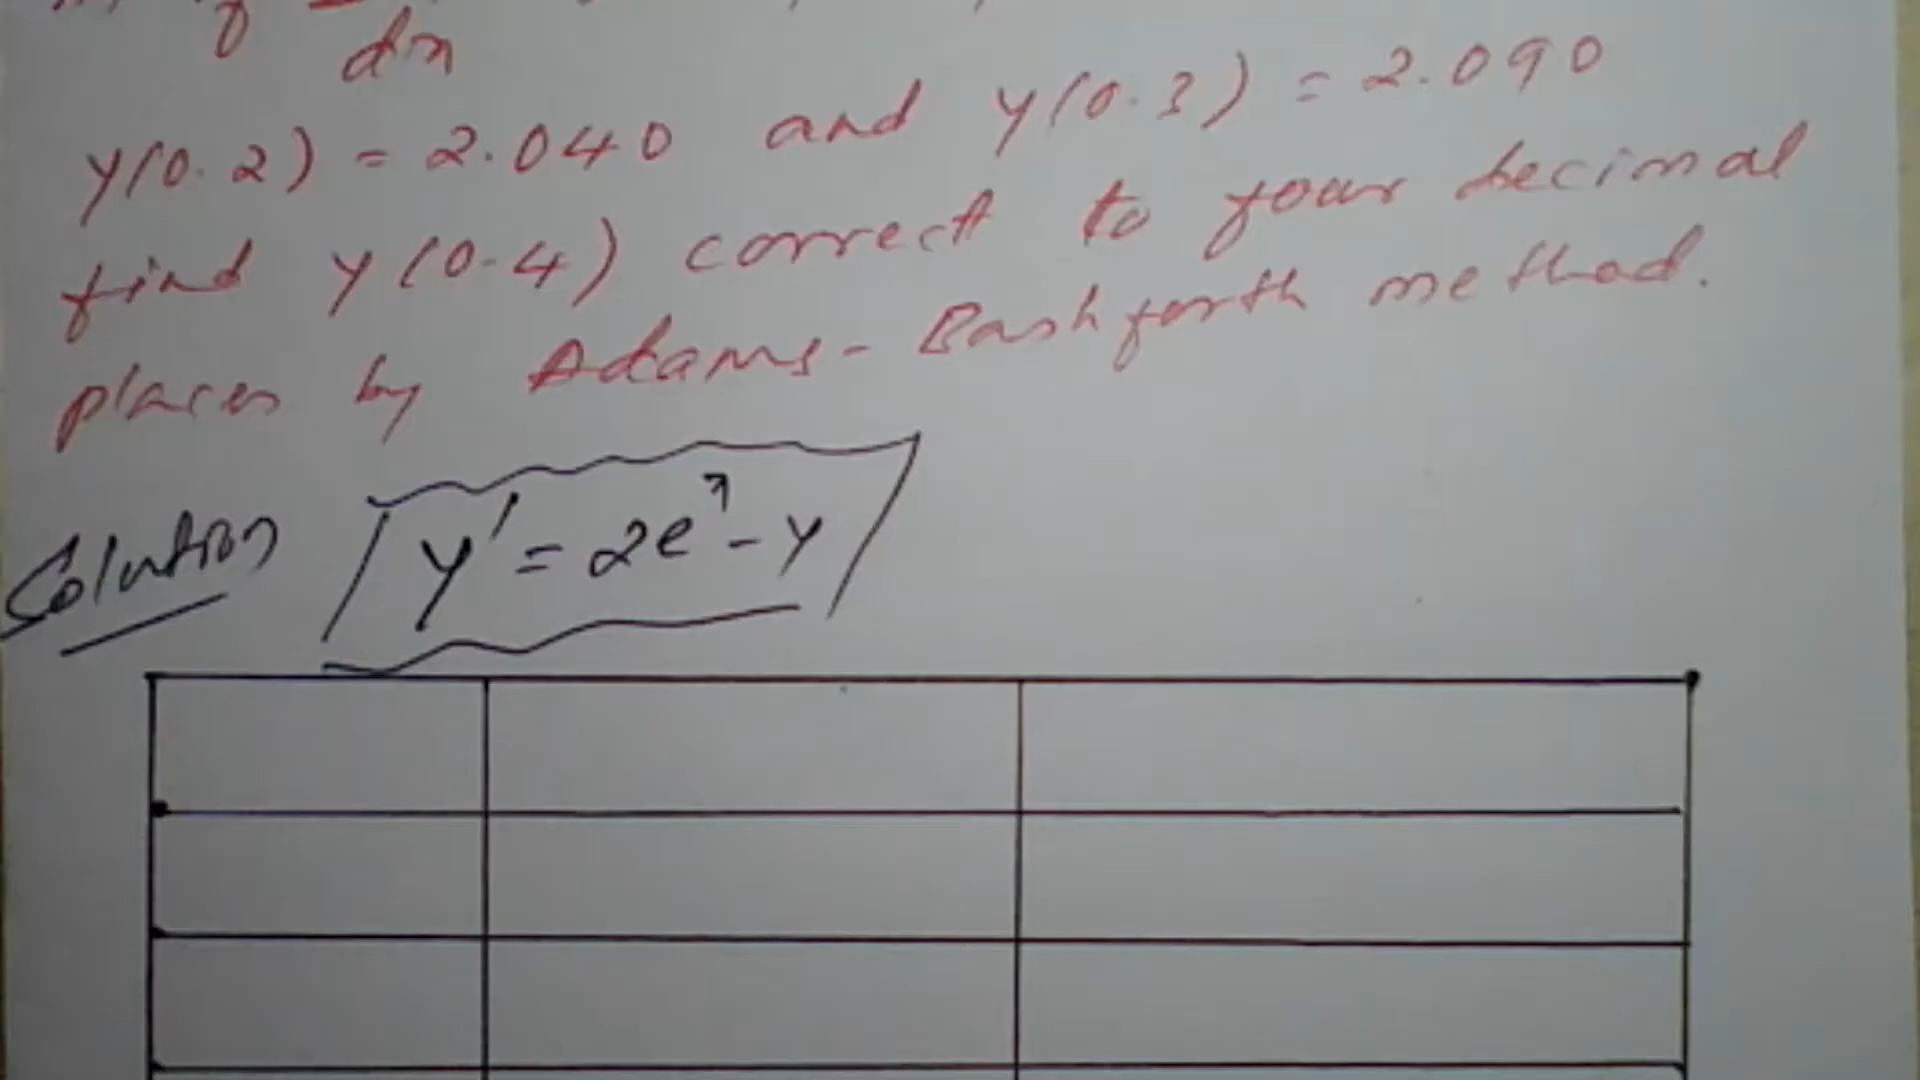 dx
y(0.2) = 2.040 and y(0.3) = 2.090
find y(0.4) correct to four decimal
places by Adams-Bashforth method.
Solution y' = 2eˣ - y